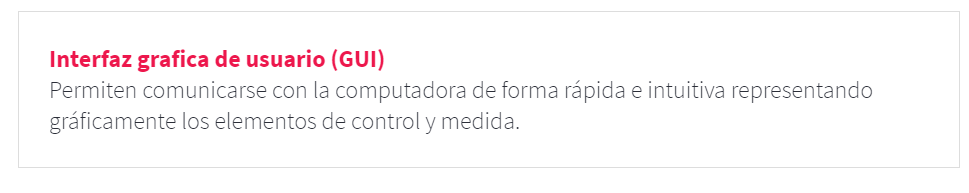 Interfaz grafica de usuario (GUI)
Permiten comunicarse con la computadora de forma rápida e intuitiva representando
gráficamente los elementos de control y medida.